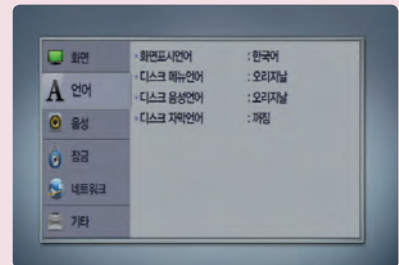 화면
A 언어
음성
잠금
네트워크
기타
• 화면표시언어 : 한국어
• 디스크 메뉴언어 : 오리지날
• 디스크 음성언어 : 오리지날
• 디스크 자막언어 : 꺼짐